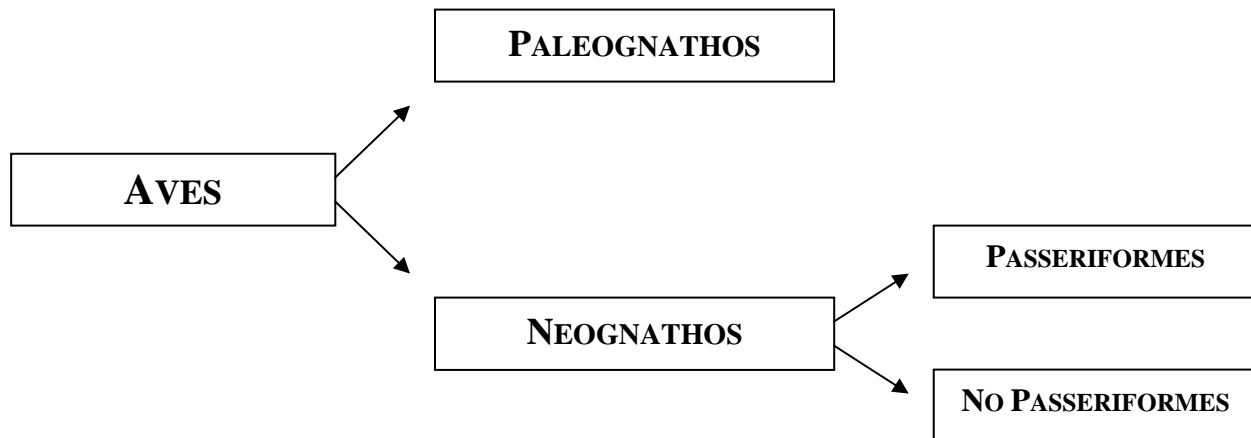 PALEOGNATHOS
AVES
NEOGNATHOS
PASSERIFORMES
NO PASSERIFORMES